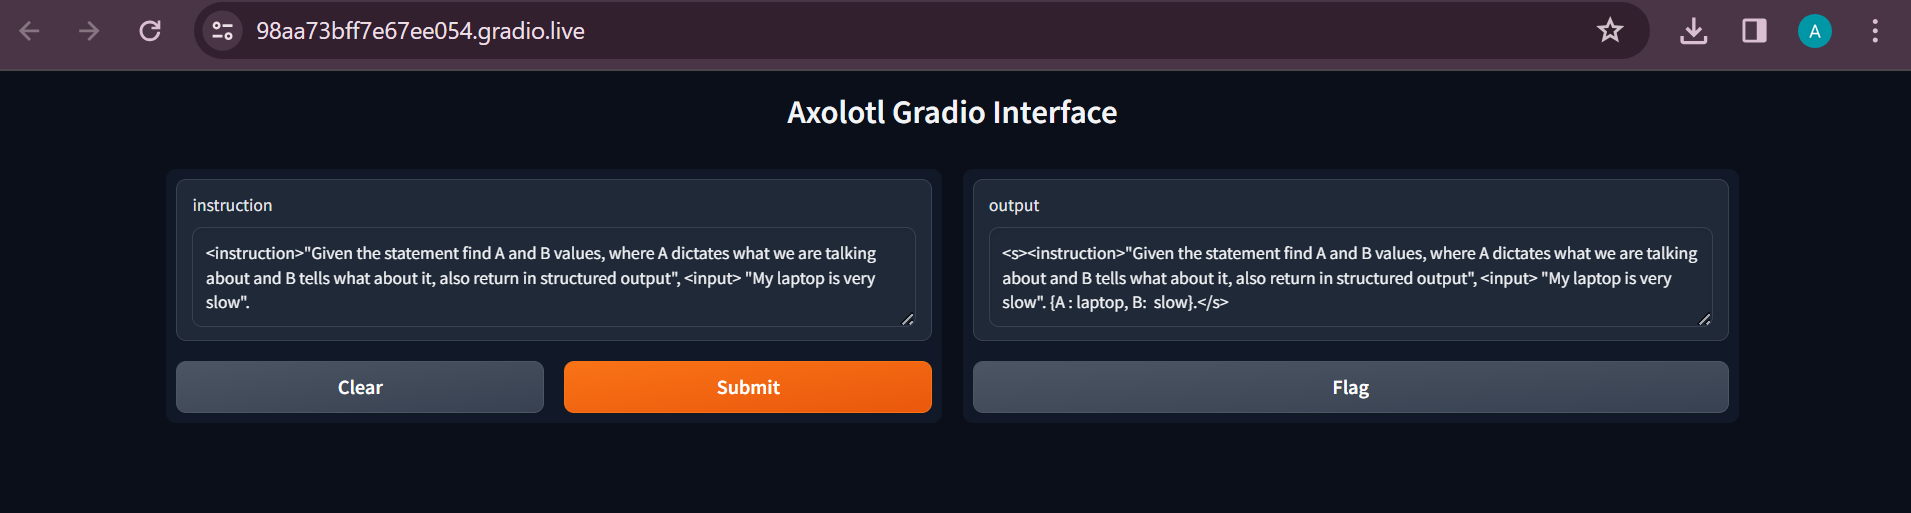 98aa73bff7e67ee054.gradio.live
A
Axolotl Gradio Interface
instruction
<instruction>"Given the statement find A and B values, where A dictates what we are talking
about and B tells what about it, also return in structured output", <input> "My laptop is very
slow".
Clear
Submit
output
<s><instruction>"Given the statement find A and B values, where A dictates what we are talking
about and B tells what about it, also return in structured output", <input> "My laptop is very
slow". {A : laptop, B:  slow}.</s>
Flag